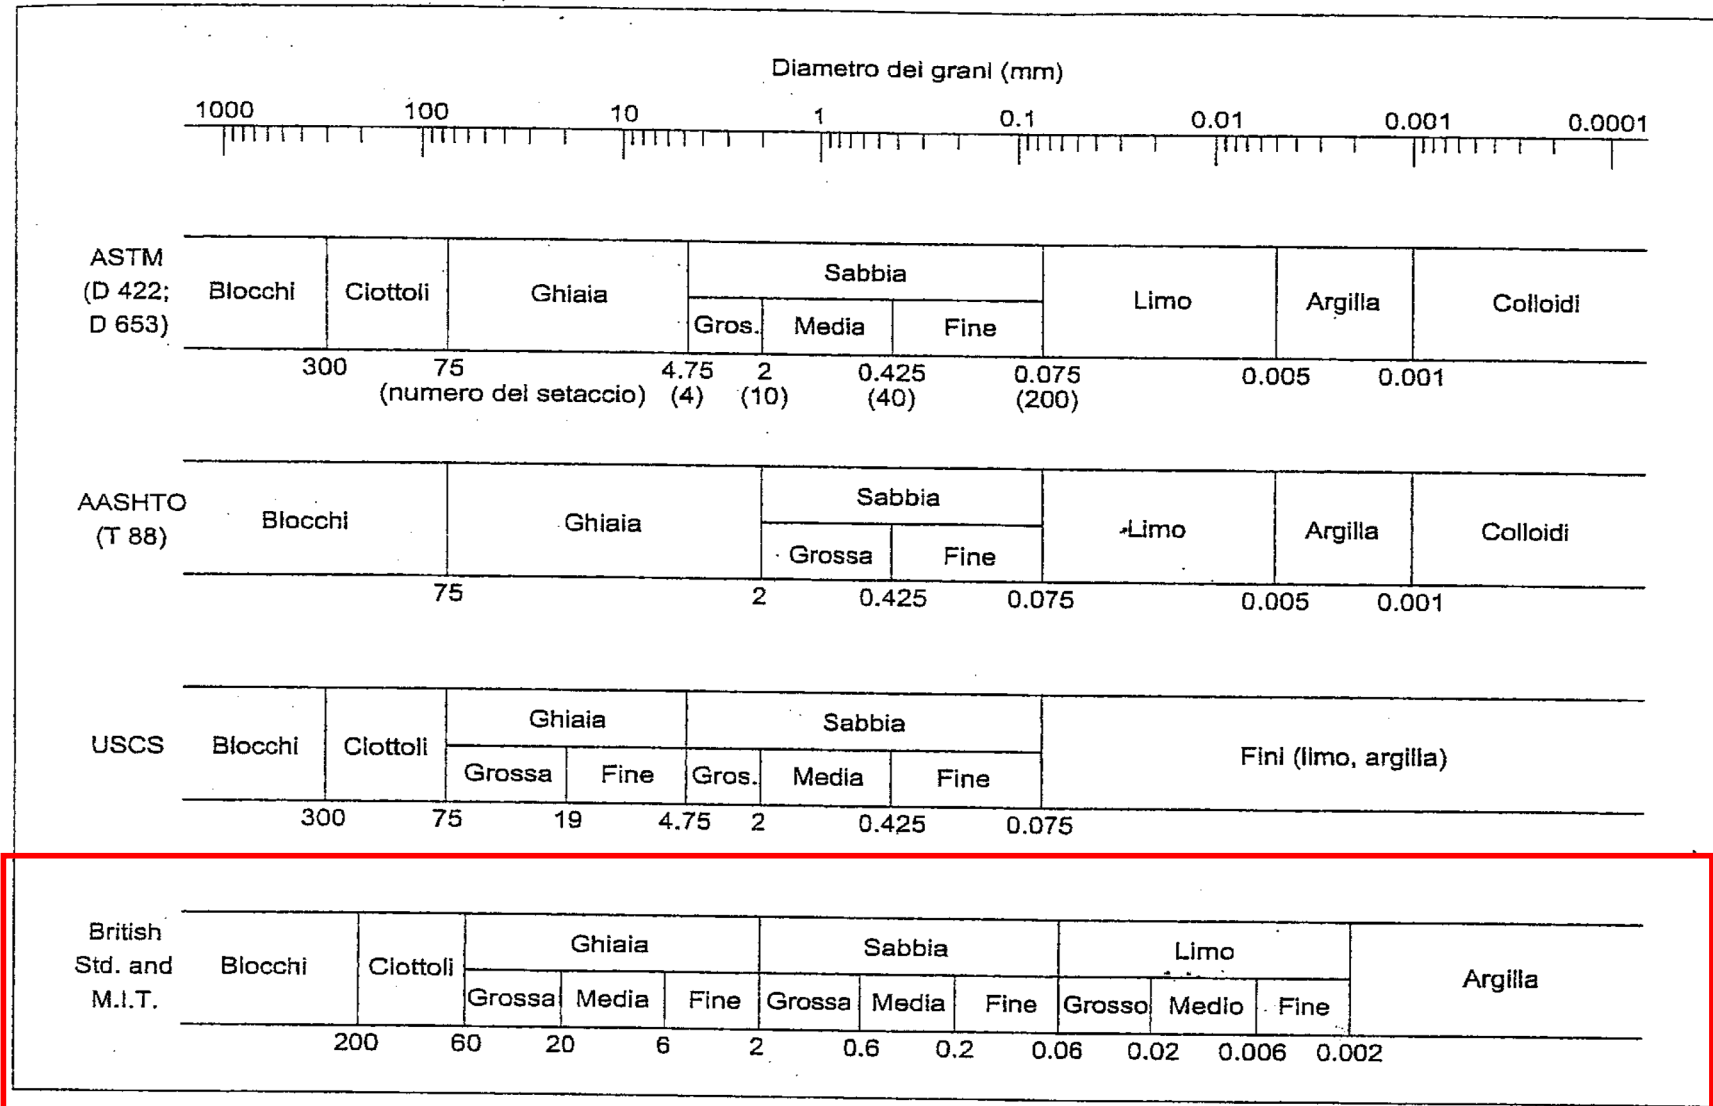 Diametro dei grani (mm)
1000 100 10 1 0.1 0.01 0.001 0.0001
ASTM
(D 422;
D 653)
Blocchi Ciottoli Ghiaia Sabbia Limo Argilla Colloidi
Gros. Media Fine
300 75 4.75 2 0.425 0.075 0.005 0.001
(numero del setaccio) (4) (10) (40) (200)
AASHTO
(T 88)
Blocchi Ghiaia Sabbia Limo Argilla Colloidi
Grossa Fine
75 2 0.425 0.075 0.005 0.001
USCS
Blocchi Ciottoli Ghiaia Sabbia Fini (limo, argilla)
Grossa Fine Gros. Media Fine
300 75 19 4.75 2 0.425 0.075
British
Std. and
M.I.T.
Blocchi Ciottoli Ghiaia Sabbia Limo Argilla
Grossa Media Fine Grossa Media Fine Grosso Medio Fine
200 60 20 6 2 0.6 0.2 0.06 0.02 0.006 0.002